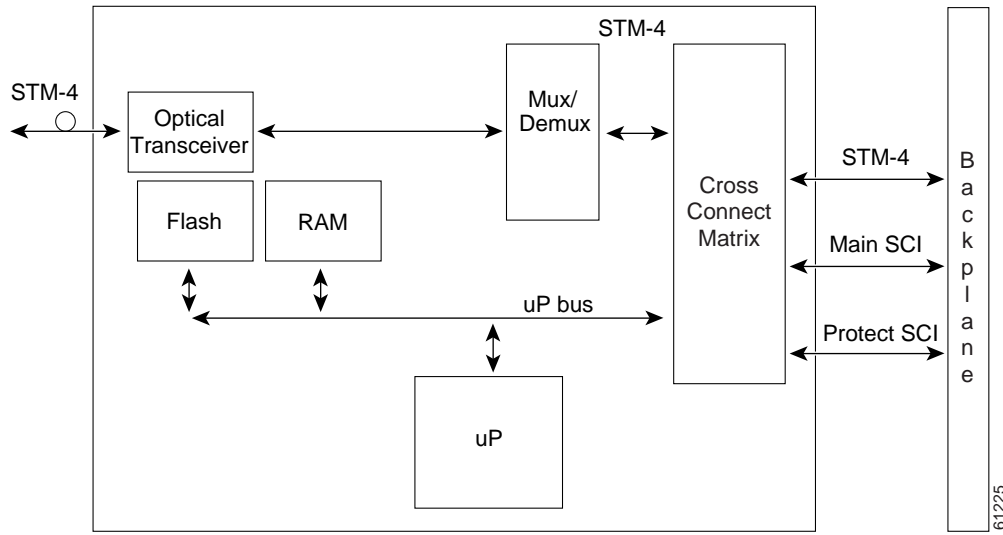 STM-4
STM-4
Optical
Transceiver
Mux/
Demux
Flash
RAM
Cross
Connect
Matrix
uP bus
uP
STM-4
Main SCI
Protect SCI
Backplane
61225